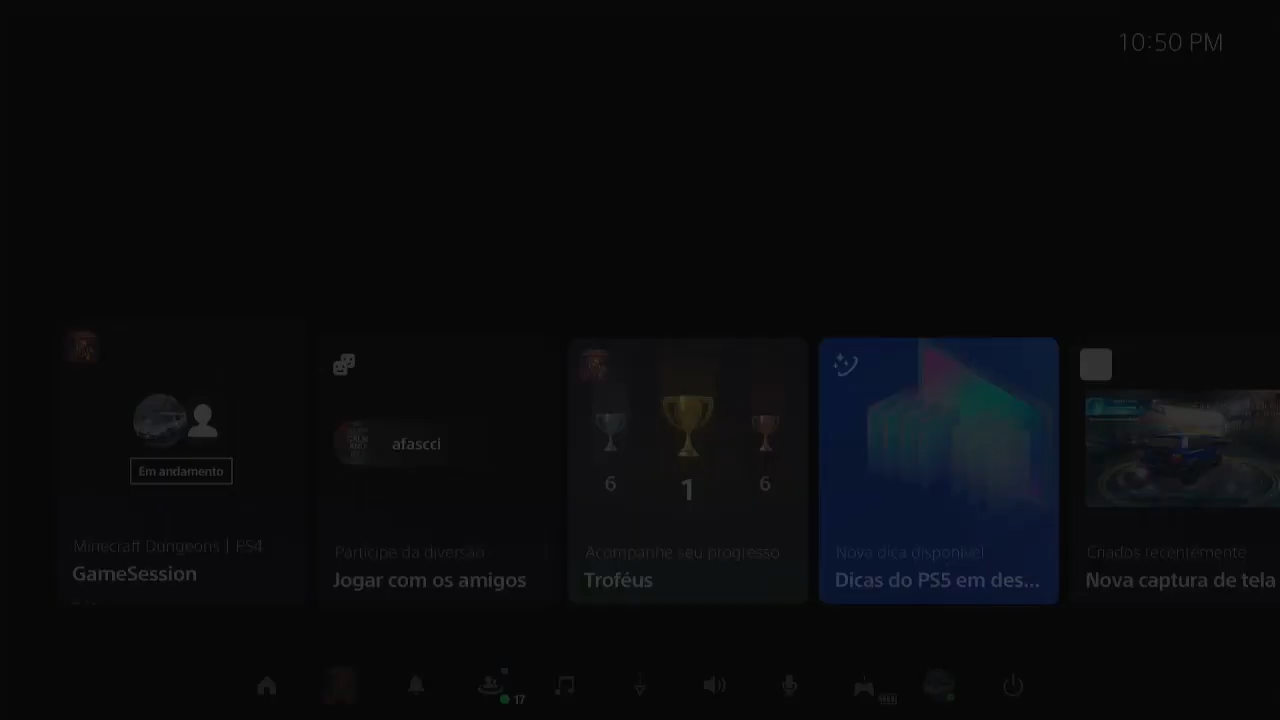 10:50 PM
Em andamento
Minecraft Dungeons | PS4
GameSession
afascci
Participe da diversão
Jogar com os amigos
6
1
6
Acompanhe seu progresso
Troféus
Nova dica disponível
Dicas do PS5 em des...
Criados recentemente
Nova captura de tela
17